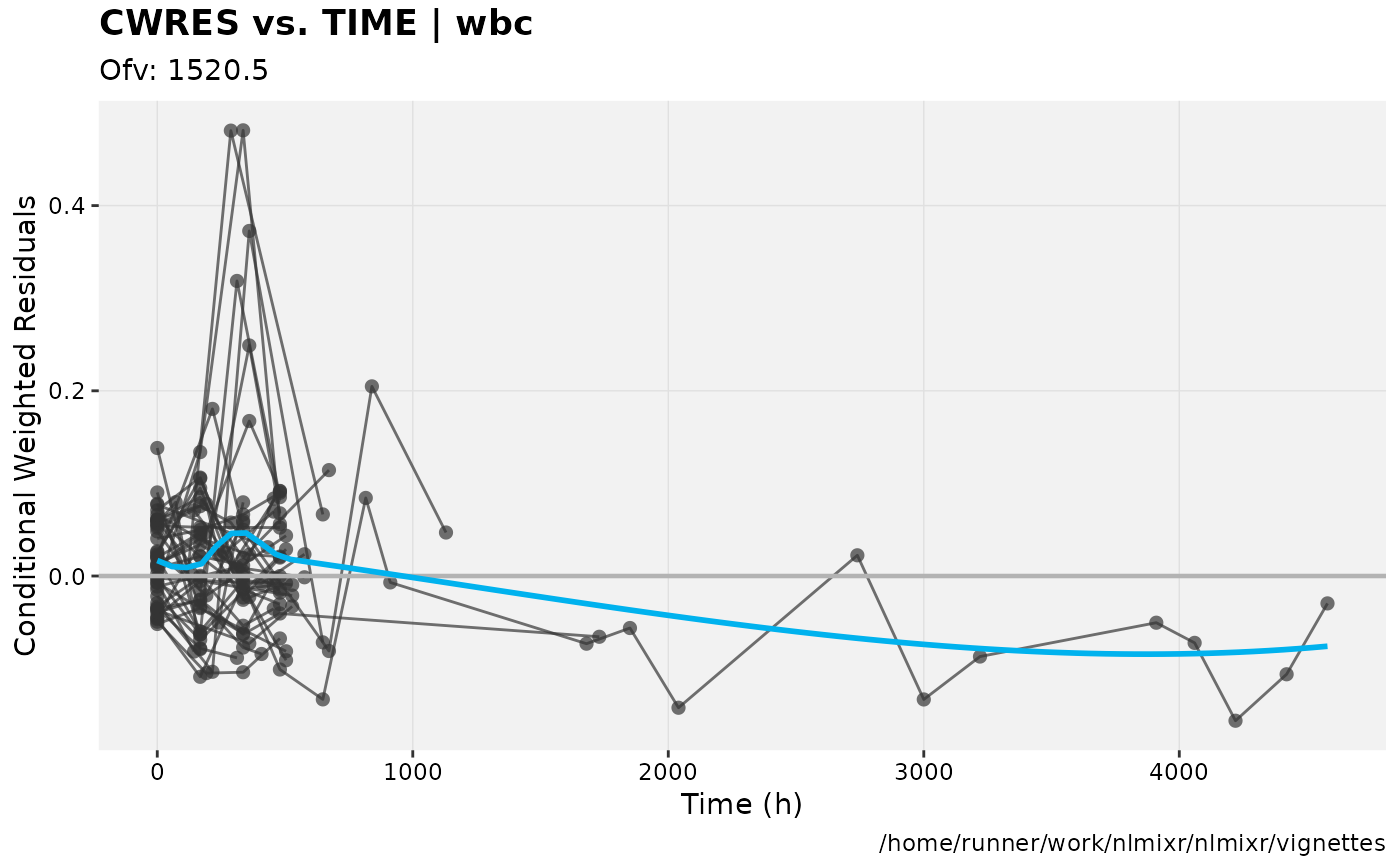 CWRES vs. TIME | wbc
Ofv: 1520.5
Conditional Weighted Residuals
0.4
0.2
0.0
0 1000 2000 3000 4000
Time (h)
/home/runner/work/nlmixr/nlmixr/vignettes